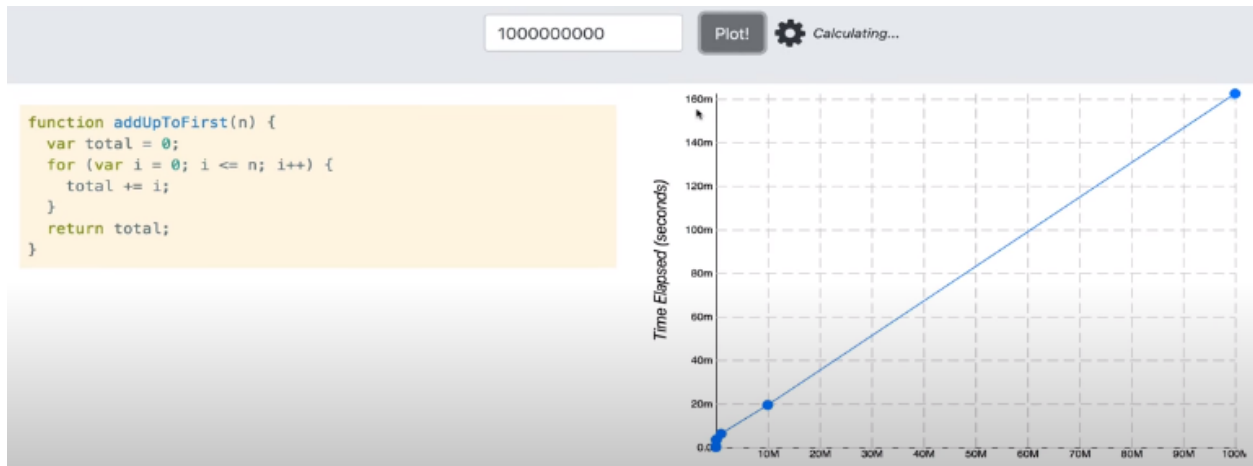 1000000000 Plot! Calculating...
function addUpToFirst(n) {
var total = 0;
for (var i = 0; i <= n; i++) {
total += i;
}
return total;
}
Time Elapsed (seconds)
160m
140m
120m
100m
80m
60m
40m
20m
0.0
10M 20M 30M 40M 50M 60M 70M 80M 90M 100M